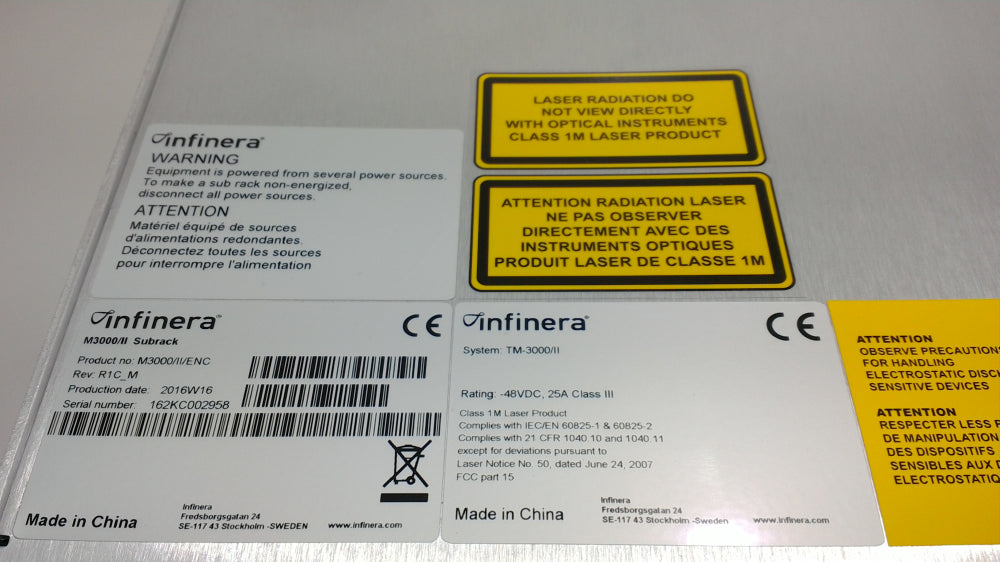 LASER RADIATION DO
NOT VIEW DIRECTLY
WITH OPTICAL INSTRUMENTS
CLASS 1M LASER PRODUCT
infinera®
WARNING
Equipment is powered from several power sources.
To make a sub rack non-energized,
disconnect all power sources.
ATTENTION
Matériel équipé de sources
d'alimentations redondantes.
Déconnectez toutes les sources
pour interrompre l'alimentation
ATTENTION RADIATION LASER
NE PAS OBSERVER
DIRECTEMENT AVEC DES
INSTRUMENTS OPTIQUES
PRODUIT LASER DE CLASSE 1M
infinera®
CE
M3000/II Subrack
Product no: M3000/II/ENC
Rev: R1C_M
Production date: 2016W16
Serial number: 162KC002958
Made in China
Infinera
Fredsborgsgatan 24
SE-117 43 Stockholm -SWEDEN
www.infinera.com
infinera®
CE
System: TM-3000/II
Rating: -48VDC, 25A Class III
Class 1M Laser Product
Complies with IEC/EN 60825-1 & 60825-2
Complies with 21 CFR 1040.10 and 1040.11
except for deviations pursuant to
Laser Notice No. 50, dated June 24, 2007
FCC part 15
Made in China
Infinera
Fredsborgsgatan 24
SE-117 43 Stockholm -Sweden
www.infinera.com
ATTENTION
OBSERVE PRECAUTIONS
FOR HANDLING
ELECTROSTATIC DISCH
SENSITIVE DEVICES
ATTENTION
RESPECTER LES P
DE MANIPULATION
DES DISPOSITIFS
SENSIBLES AUX D
ELECTROSTATIQ